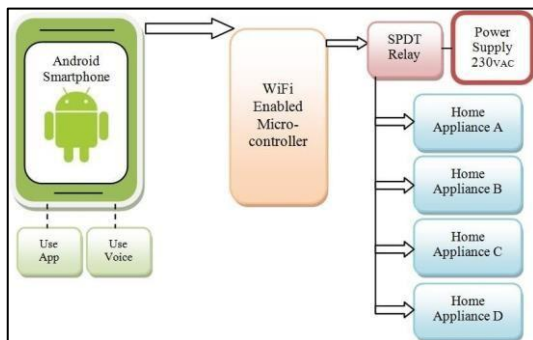 Android
Smartphone
Use
App
Use
Voice
WiFi
Enabled
Micro-
controller
SPDT
Relay
Power
Supply
230VAC
Home
Appliance A
Home
Appliance B
Home
Appliance C
Home
Appliance D